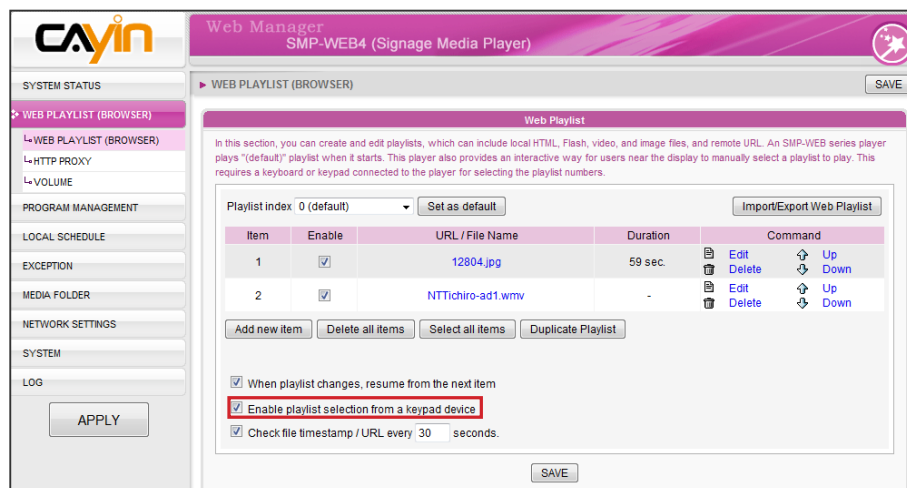 CAYIN
Web Manager
SMP-WEB4 (Signage Media Player)
SYSTEM STATUS
WEB PLAYLIST (BROWSER)
WEB PLAYLIST (BROWSER)
HTTP PROXY
VOLUME
PROGRAM MANAGEMENT
LOCAL SCHEDULE
EXCEPTION
MEDIA FOLDER
NETWORK SETTINGS
SYSTEM
LOG
APPLY
WEB PLAYLIST (BROWSER)
SAVE
Web Playlist
In this section, you can create and edit playlists, which can include local HTML, Flash, video, and image files, and remote URL. An SMP-WEB series player
plays "(default)" playlist when it starts. This player also provides an interactive way for users near the display to manually select a playlist to play. This
requires a keyboard or keypad connected to the player for selecting the playlist numbers.
Playlist index 0 (default) Set as default Import/Export Web Playlist
Item Enable URL / File Name Duration Command
1 12804.jpg 59 sec. Edit Up
Delete Down
2 NTTichiro-ad1.wmv - Edit Up
Delete Down
Add new item Delete all items Select all items Duplicate Playlist
When playlist changes, resume from the next item
Enable playlist selection from a keypad device
Check file timestamp / URL every 30 seconds.
SAVE